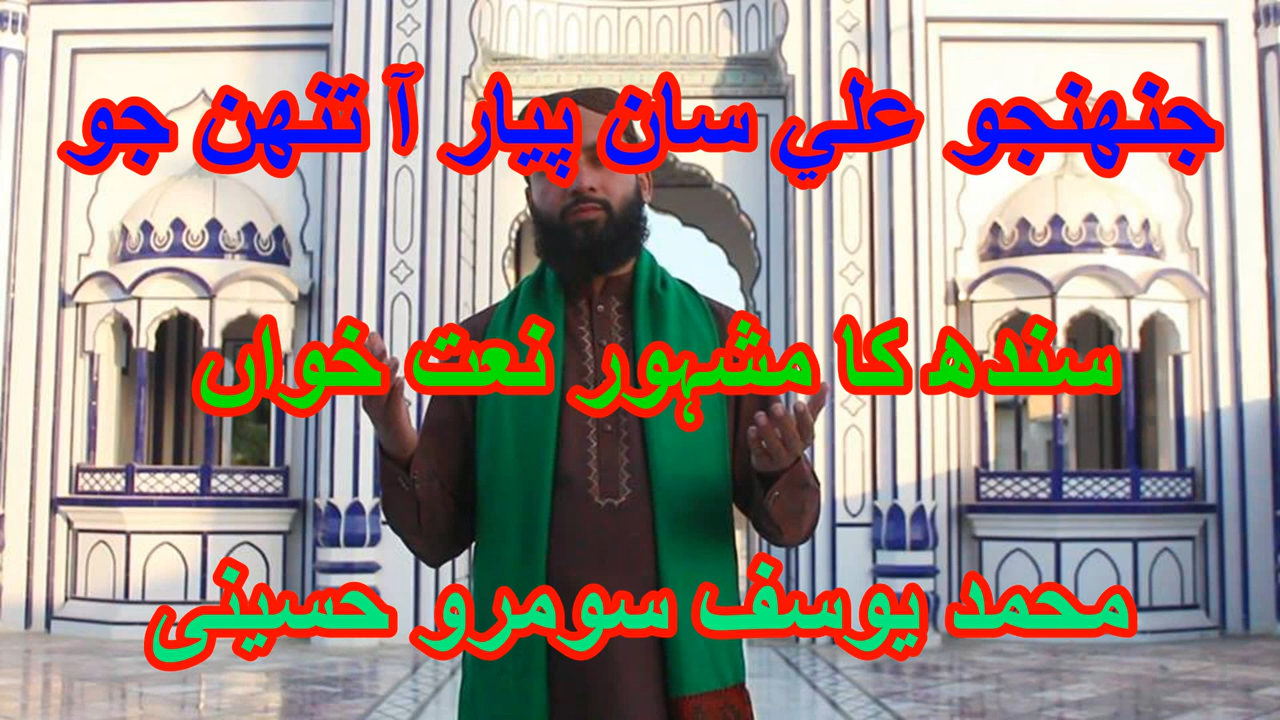 جنهنجو علي سان پيار آ تنهن جو
سندھ کا مشہور نعت خواں
محمد یوسف سومرو حسینی